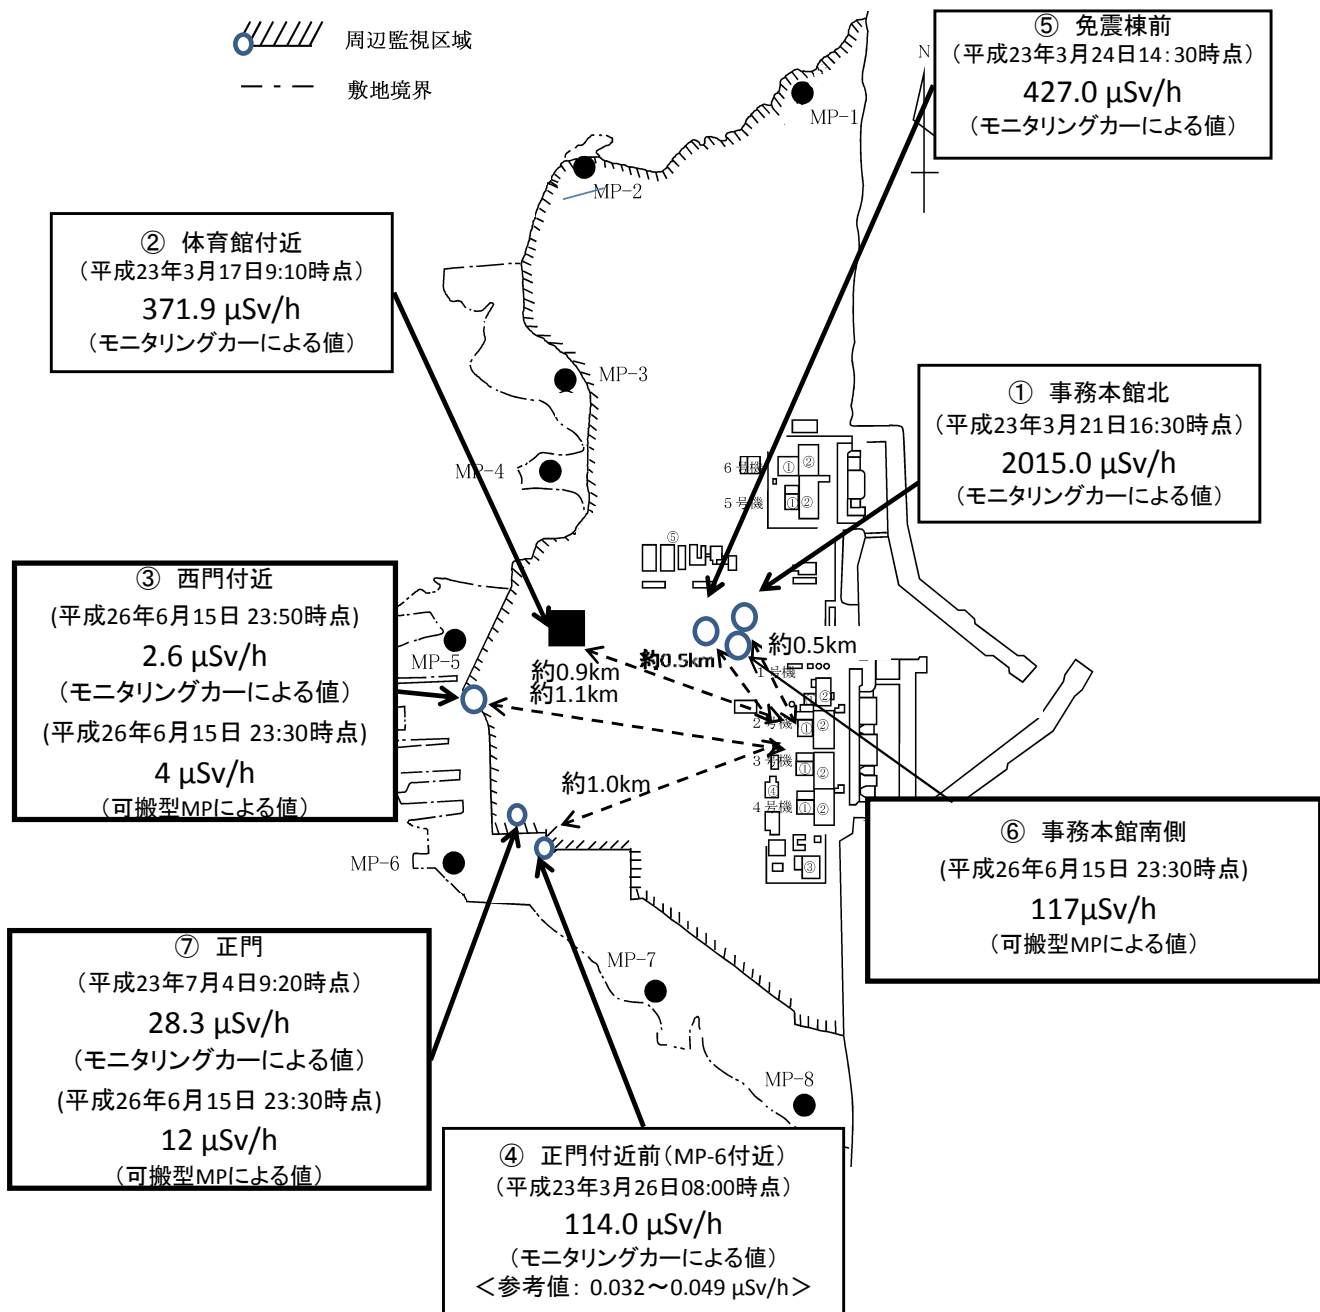 周辺監視区域
敷地境界
⑤ 免震棟前
(平成23年3月24日14:30時点)
427.0 μSv/h
(モニタリングカーによる値)
N
MP-1
MP-2
② 体育館付近
(平成23年3月17日9:10時点)
371.9 μSv/h
(モニタリングカーによる値)
MP-3
① 事務本館北
(平成23年3月21日16:30時点)
2015.0 μSv/h
(モニタリングカーによる値)
MP-4
6号機
①
②
5号機
①
②
⑤
③ 西門付近
(平成26年6月15日 23:50時点)
2.6 μSv/h
(モニタリングカーによる値)
(平成26年6月15日 23:30時点)
4 μSv/h
(可搬型MPによる値)
MP-5
約0.9km
約1.1km
約0.5km
約0.5km
1号機
②
2号機
①
②
3号機
①
②
④
4号機
①
②
③
約1.0km
MP-6
⑥ 事務本館南側
(平成26年6月15日 23:30時点)
117μSv/h
(可搬型MPによる値)
⑦ 正門
(平成23年7月4日9:20時点)
28.3 μSv/h
(モニタリングカーによる値)
(平成26年6月15日 23:30時点)
12 μSv/h
(可搬型MPによる値)
MP-7
MP-8
④ 正門付近前(MP-6付近)
(平成23年3月26日08:00時点)
114.0 μSv/h
(モニタリングカーによる値)
＜参考値: 0.032～0.049 μSv/h＞